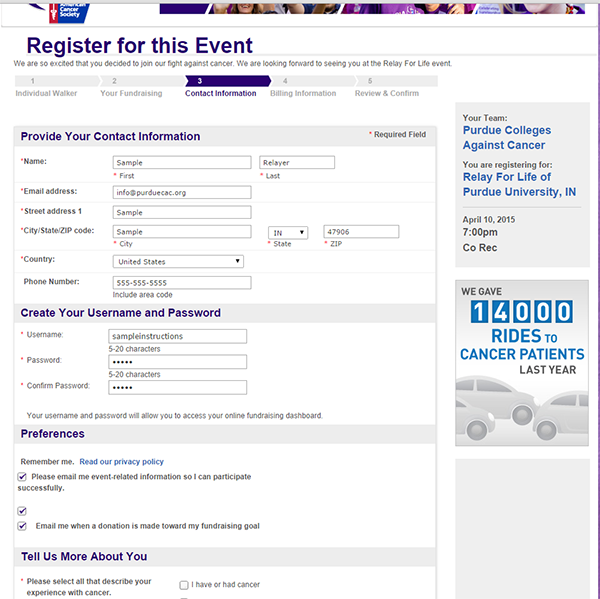 American
Cancer
Society
Register for this Event
We are so excited that you decided to join our fight against cancer. We are looking forward to seeing you at the Relay For Life event.
1 2 3 4 5
Individual Walker Your Fundraising Contact Information Billing Information Review & Confirm
Provide Your Contact Information * Required Field
*Name: Sample Relayer
* First * Last
*Email address: info@purduecac.org
*Street address 1 Sample
*City/State/ZIP code: Sample IN 47906
* City * State * ZIP
*Country: United States
Phone Number: 555-555-5555
Include area code
Create Your Username and Password
* Username: sampleinstructions
5-20 characters
* Password: •••••
5-20 characters
* Confirm Password: •••••
Your username and password will allow you to access your online fundraising dashboard.
Preferences
Remember me. Read our privacy policy
Please email me event-related information so I can participate
successfully.
Email me when a donation is made toward my fundraising goal
Tell Us More About You
* Please select all that describe your
experience with cancer.
I have or had cancer
Your Team:
Purdue Colleges
Against Cancer
You are registering for:
Relay For Life of
Purdue University, IN
April 10, 2015
7:00pm
Co Rec
WE GAVE
14000
RIDES TO
CANCER PATIENTS
LAST YEAR